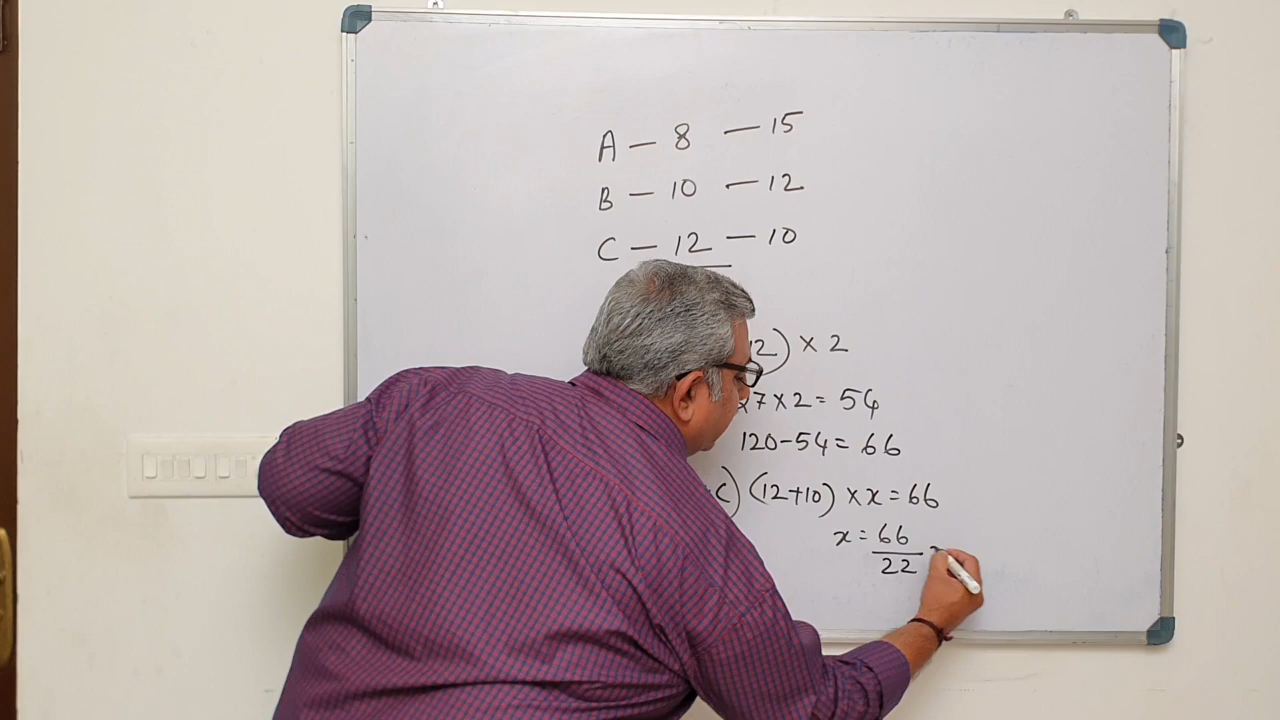 A — 8 — 15
B — 10 — 12
C — 12 — 10
12) × 2
×7×2 = 54
120-54 = 66
C) (12+10) × x = 66
x = 66
22